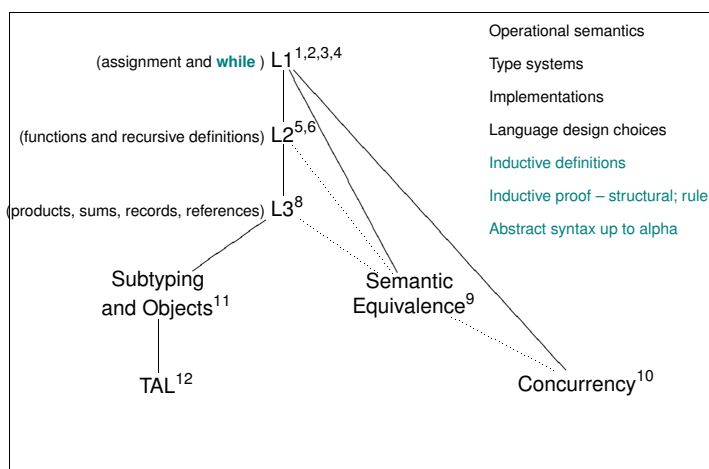 (assignment and while ) L1 1,2,3,4
(functions and recursive definitions) L2 5,6
(products, sums, records, references) L3 8
Subtyping
and Objects 11
Semantic
Equivalence 9
TAL 12
Concurrency 10
Operational semantics
Type systems
Implementations
Language design choices
Inductive definitions
Inductive proof – structural; rule
Abstract syntax up to alpha